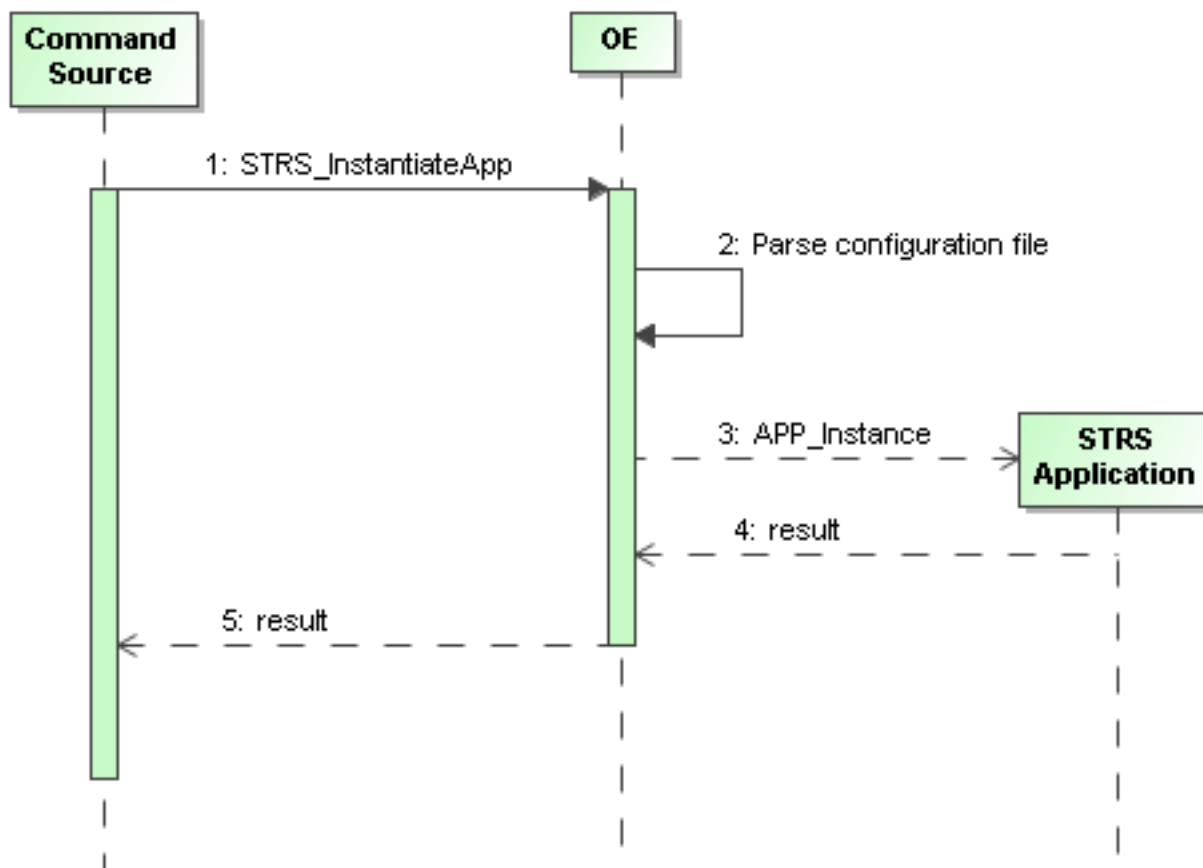 Command
Source
OE
1: STRS_InstantiateApp
2: Parse configuration file
3: APP_Instance
STRS
Application
4: result
5: result